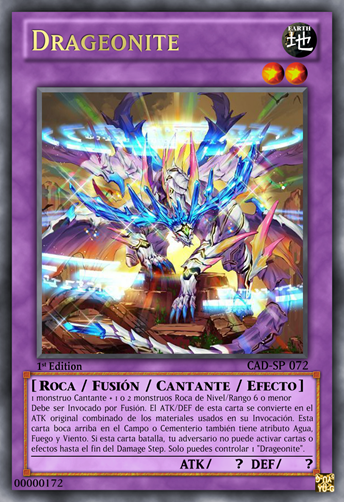 DRAGEONITE
EARTH
地
1st Edition
CAD-SP 072
[ ROCA / FUSIÓN / CANTANTE / EFECTO ]
1 monstruo Cantante + 1 o 2 monstruos Roca de Nivel/Rango 6 o menor
Debe ser Invocado por Fusión. El ATK/DEF de esta carta se convierte en el
ATK original combinado de los materiales usados en su Invocación. Esta
carta boca arriba en el Campo o Cementerio también tiene atributo Agua,
Fuego y Viento. Si esta carta batalla, tu adversario no puede activar cartas o
efectos hasta el fin del Damage Step. Solo puedes controlar 1 "Drageonite".
ATK / ? DEF / ?
00000172